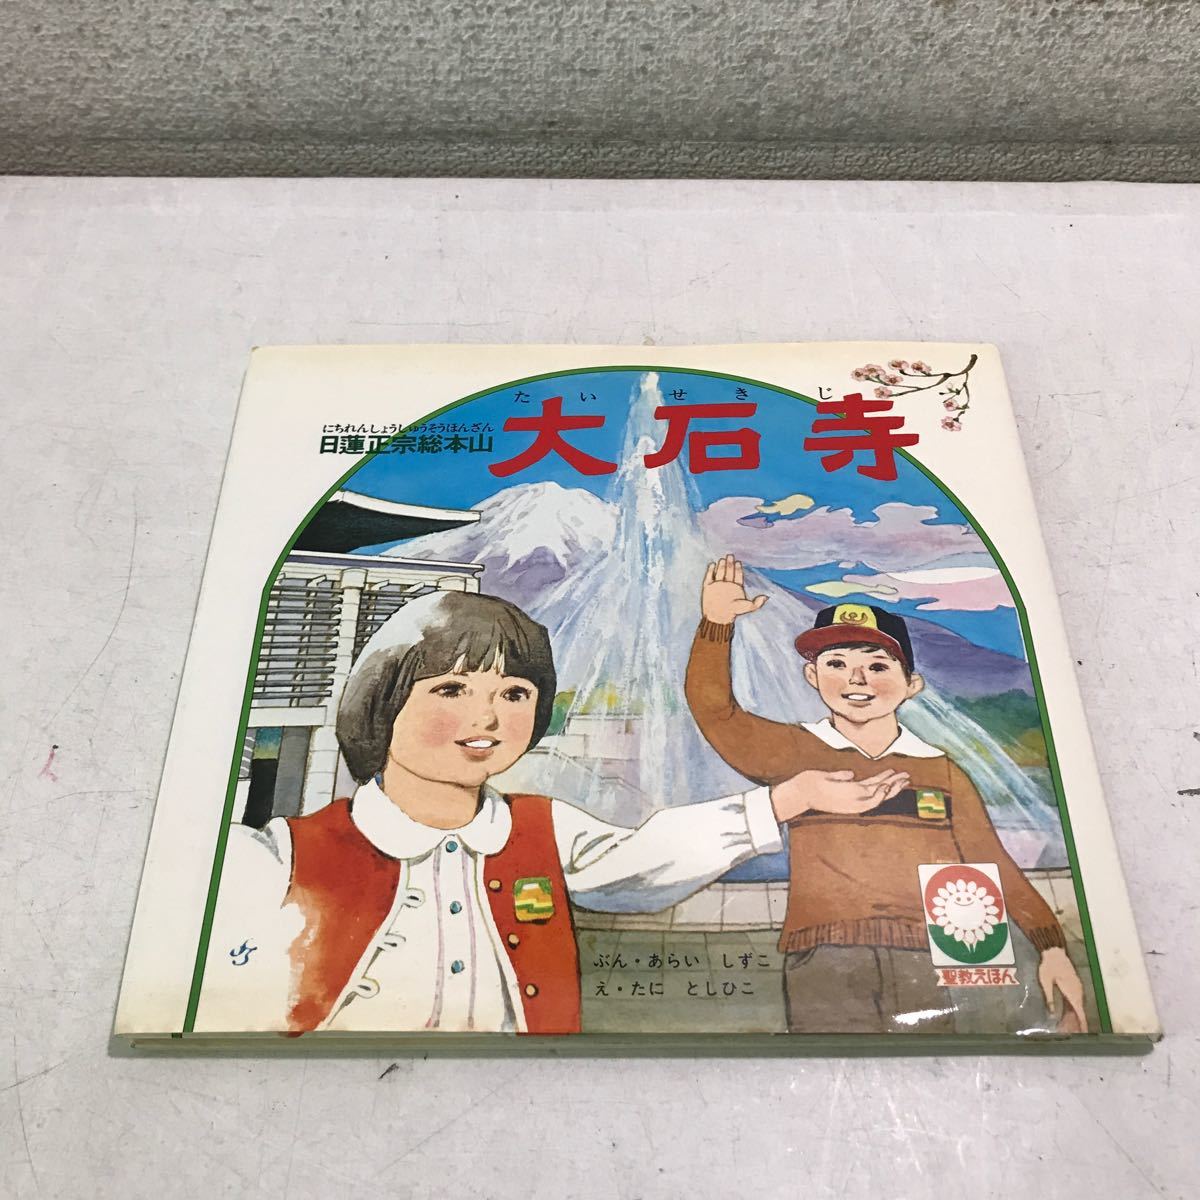 たいせきじ
大石寺
にちれんしょうしゅうそうほんざん
日蓮正宗総本山
ぶん・あらい しずこ
え・たに としひこ
聖教えほん